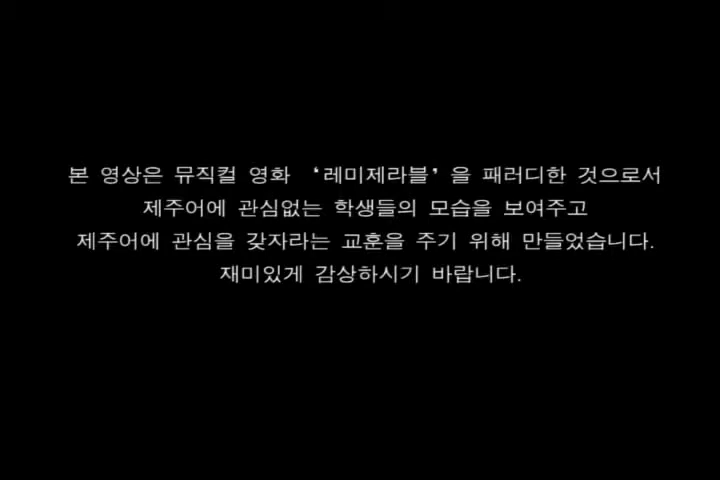 본 영상은 뮤직컬 영화 ‘레미제라블’을 패러디한 것으로서
제주어에 관심없는 학생들의 모습을 보여주고
제주어에 관심을 갖자라는 교훈을 주기 위해 만들었습니다.
재미있게 감상하시기 바랍니다.